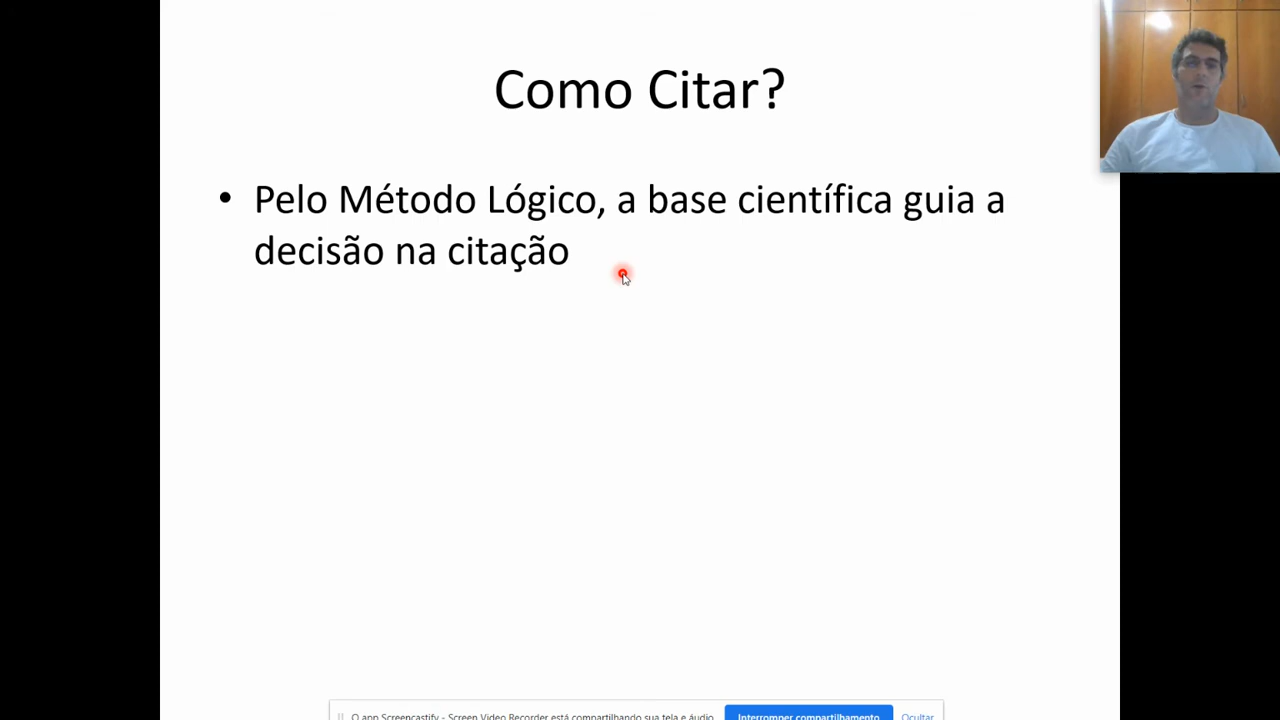 Como Citar?
• Pelo Método Lógico, a base científica guia a
decisão na citação
O app Screencastify - Screen Video Recorder está compartilhando sua tela e áudio.
Interromper compartilhamento
Ocultar